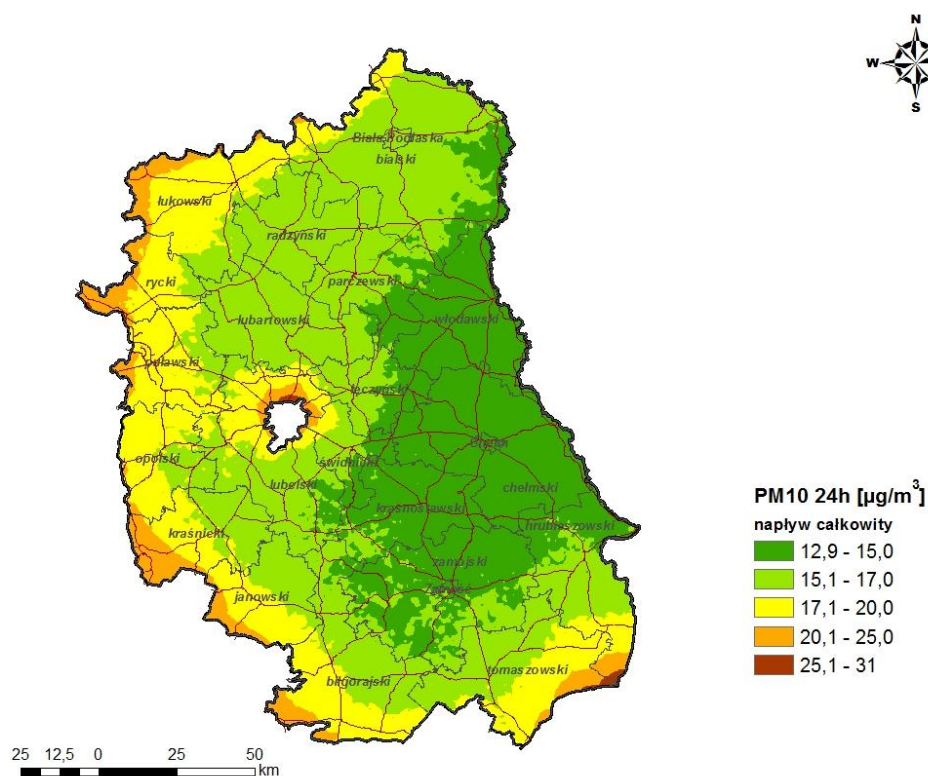 N
W E
S
Biała Podlaska
bialski
łukowski
radzyński
rycki
parczewski
lubartowski
włodawski
puławski
łęczyński
Chełm
opolski
świdnicki
lubelski
chełmski
krasnostawski
hrubieszowski
kraśnicki
zamojski
Zamość
janowski
tomaszowski
biłgorajski
PM10 24h [µg/m³]
napływ całkowity
12,9 - 15,0
15,1 - 17,0
17,1 - 20,0
20,1 - 25,0
25,1 - 31
25 12,5 0 25 50
km